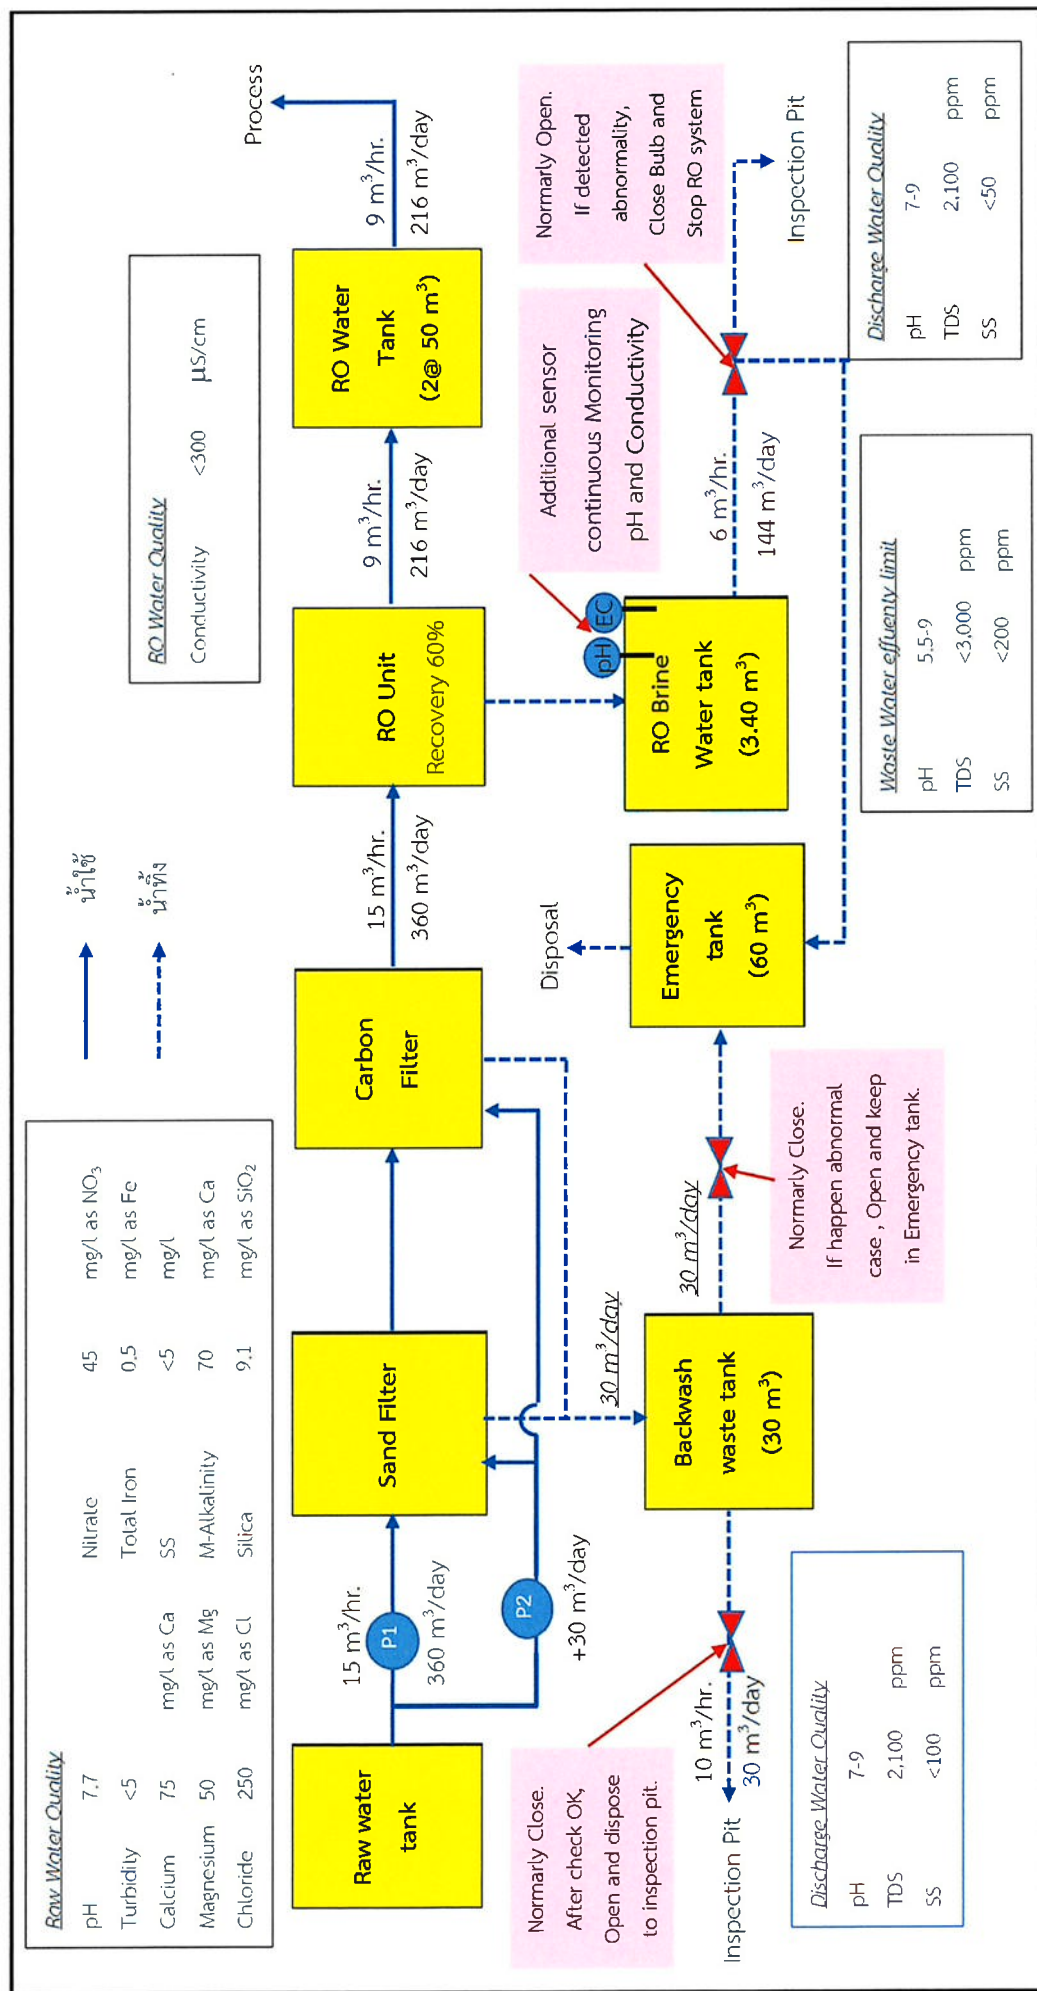 Raw Water Quality
pH 7.7 Nitrate 45 mg/l as NO₃
Turbidity <5 Total Iron 0.5 mg/l as Fe
Calcium 75 mg/l as Ca SS <5 mg/l
Magnesium 50 mg/l as Mg M-Alkalinity 70 mg/l as Ca
Chloride 250 mg/l as Cl Silica 9.1 mg/l as SiO₂
น้ำใช้
น้ำทิ้ง
RO Water Quality
Conductivity <300 µS/cm
Process
Raw water
tank
15 m³/hr.
P1
360 m³/day
Sand Filter
Carbon
Filter
15 m³/hr.
360 m³/day
RO Unit
Recovery 60%
9 m³/hr.
216 m³/day
RO Water
Tank
(2@ 50 m³)
9 m³/hr.
216 m³/day
P2
+30 m³/day
30 m³/day
Normarly Close.
After check OK,
Open and dispose
to inspection pit.
10 m³/hr.
30 m³/day
Inspection Pit
Backwash
waste tank
(30 m³)
30 m³/day
Normarly Close.
If happen abnormal
case , Open and keep
in Emergency tank.
Disposal
Emergency
tank
(60 m³)
pH
EC
RO Brine
Water tank
(3.40 m³)
Additional sensor
continuous Monitoring
pH and Conductivity
6 m³/hr.
144 m³/day
Normarly Open.
If detected
abnormality,
Close Bulb and
Stop RO system
Inspection Pit
Discharge Water Quality
pH 7-9
TDS 2,100 ppm
SS <100 ppm
Waste Water effuenty limit
pH 5.5-9
TDS <3,000 ppm
SS <200 ppm
Discharge Water Quality
pH 7-9
TDS 2,100 ppm
SS <50 ppm